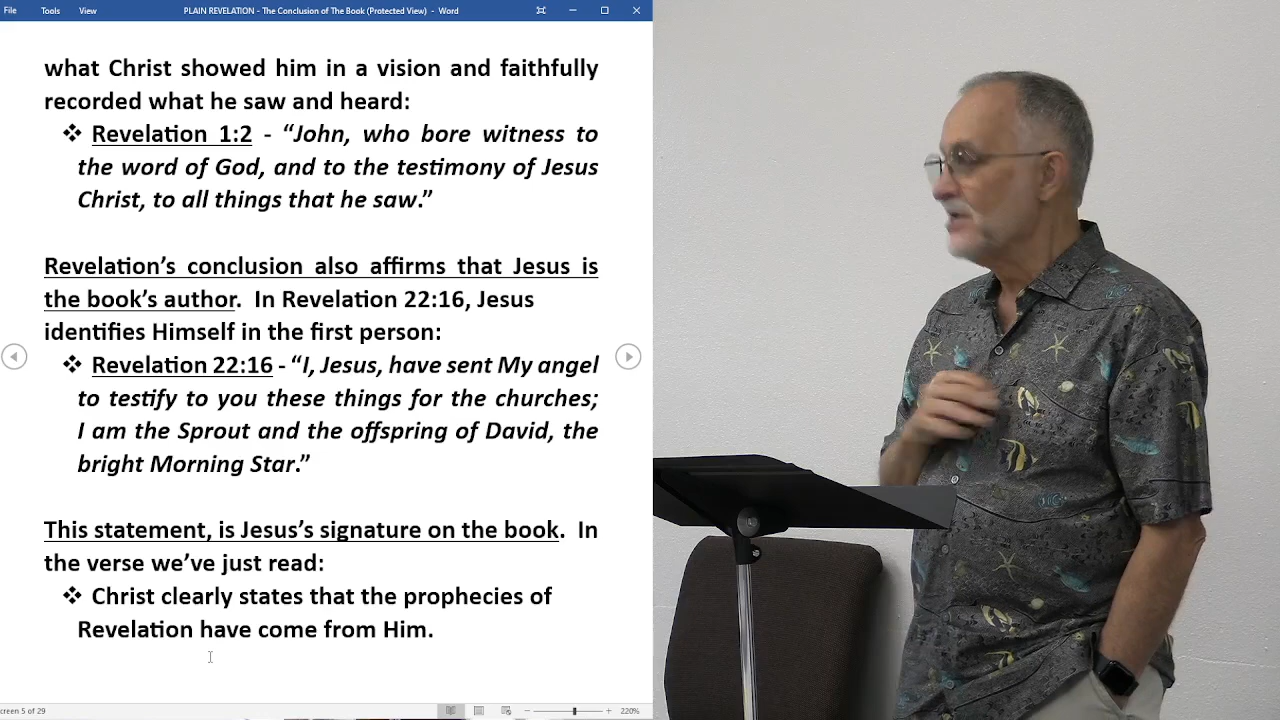 File Tools View PLAIN REVELATION - The Conclusion of The Book (Protected View) - Word
what Christ showed him in a vision and faithfully
recorded what he saw and heard:
❖ Revelation 1:2 - “John, who bore witness to
the word of God, and to the testimony of Jesus
Christ, to all things that he saw.”
Revelation’s conclusion also affirms that Jesus is
the book’s author. In Revelation 22:16, Jesus
identifies Himself in the first person:
❖ Revelation 22:16 - “I, Jesus, have sent My angel
to testify to you these things for the churches;
I am the Sprout and the offspring of David, the
bright Morning Star.”
This statement, is Jesus’s signature on the book. In
the verse we’ve just read:
❖ Christ clearly states that the prophecies of
Revelation have come from Him.
creen 5 of 29
220%